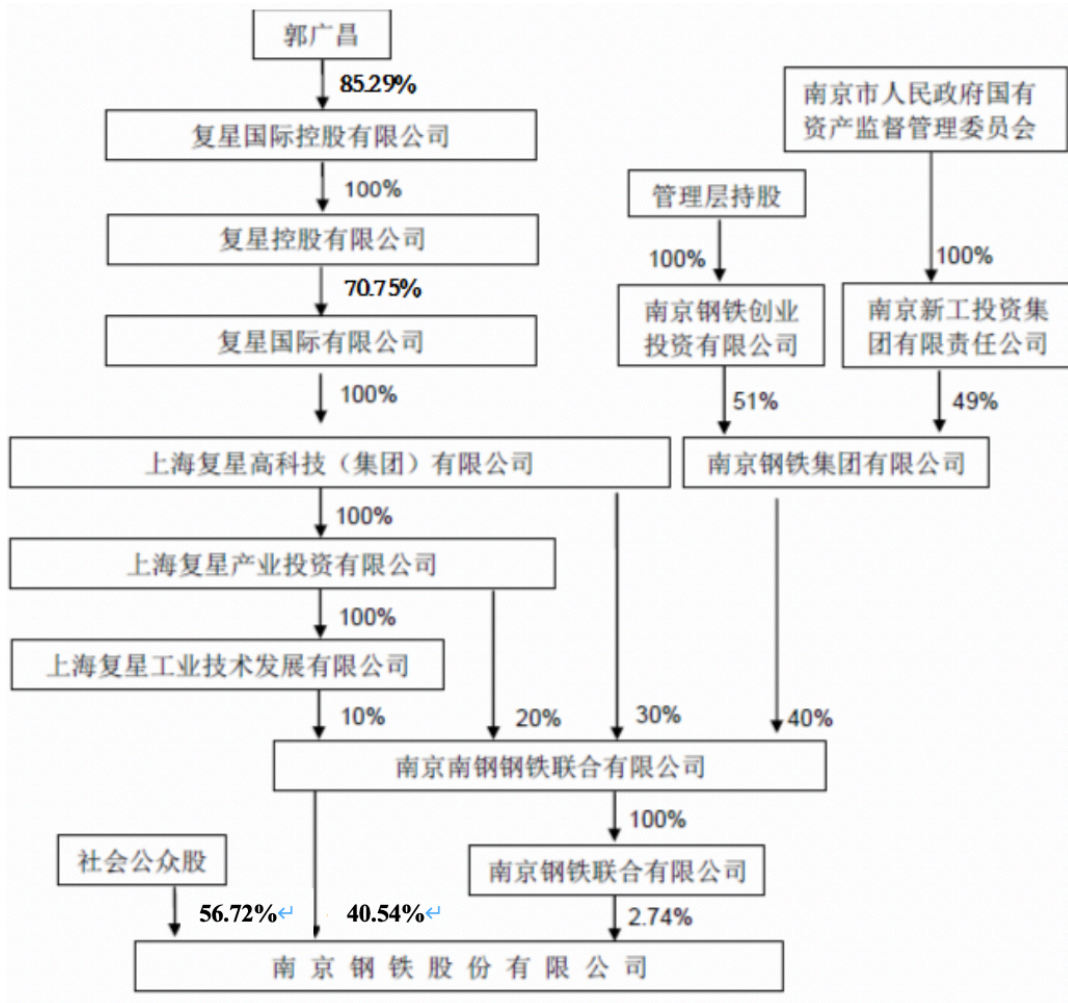 郭广昌
85.29%
南京市人民政府国有
资产监督管理委员会
复星国际控股有限公司
100%
管理层持股
复星控股有限公司
100%
100%
70.75%
南京钢铁创业
投资有限公司
南京新工投资集
团有限责任公司
复星国际有限公司
100%
51%
49%
上海复星高科技（集团）有限公司
南京钢铁集团有限公司
100%
上海复星产业投资有限公司
100%
上海复星工业技术发展有限公司
10%
20%
30%
40%
南京南钢钢铁联合有限公司
100%
社会公众股
南京钢铁联合有限公司
56.72%↵
40.54%↵
2.74%
南京钢铁股份有限公司